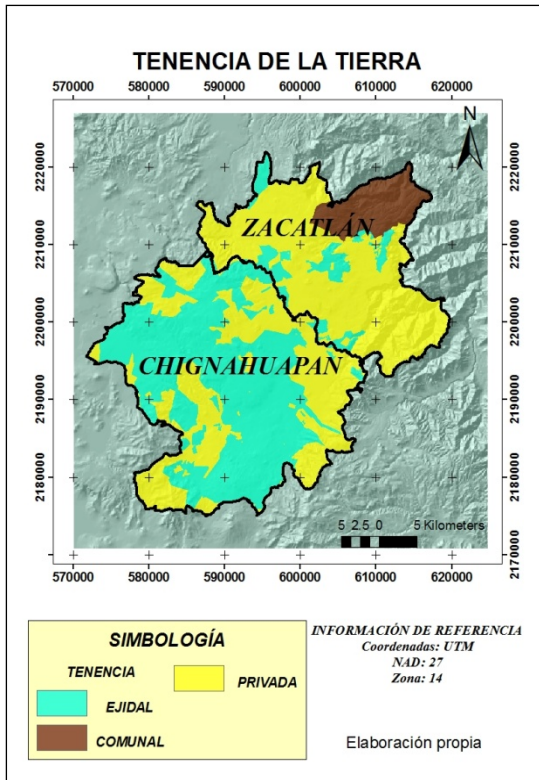 TENENCIA DE LA TIERRA
570000 580000 590000 600000 610000 620000
N
2220000 2220000
ZACATLÁN
2210000 2210000
2200000 2200000
CHIGNAHUAPAN
2190000 2190000
2180000 2180000
5 2.5 0 5 Kilometers
2170000
570000 580000 590000 600000 610000 620000
SIMBOLOGÍA
TENENCIA
PRIVADA
EJIDAL
COMUNAL
INFORMACIÓN DE REFERENCIA
Coordenadas: UTM
NAD: 27
Zona: 14
Elaboración propia